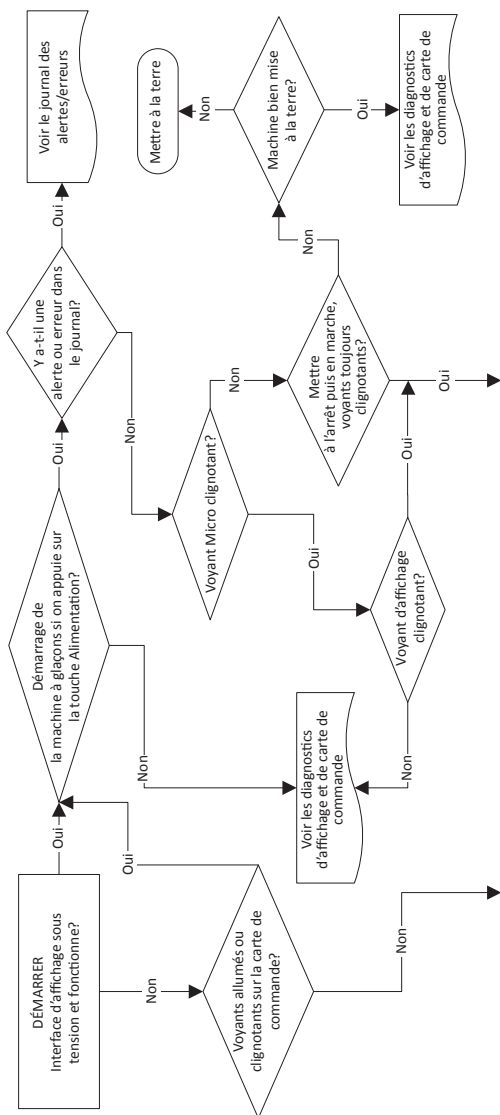 DÉMARRER
Interface d'affichage sous
tension et fonctionne?
Oui
Non
Voyants allumés ou
clignotants sur la carte de
commande?
Oui
Non
Démarrage de
la machine à glaçons si on appuie sur
la touche Alimentation?
Oui
Non
Voir les diagnostics
d'affichage et de carte de
commande
Y a-t-il une
alerte ou erreur dans
le journal?
Oui
Voir le journal des
alertes/erreurs
Non
Voyant Micro clignotant?
Non
Oui
Voyant d'affichage
clignotant?
Non
Oui
Mettre
à l'arrêt puis en marche,
voyants toujours
clignotants?
Non
Oui
Machine bien mise
à la terre?
Non
Mettre à la terre
Oui
Voir les diagnostics
d'affichage et de carte de
commande